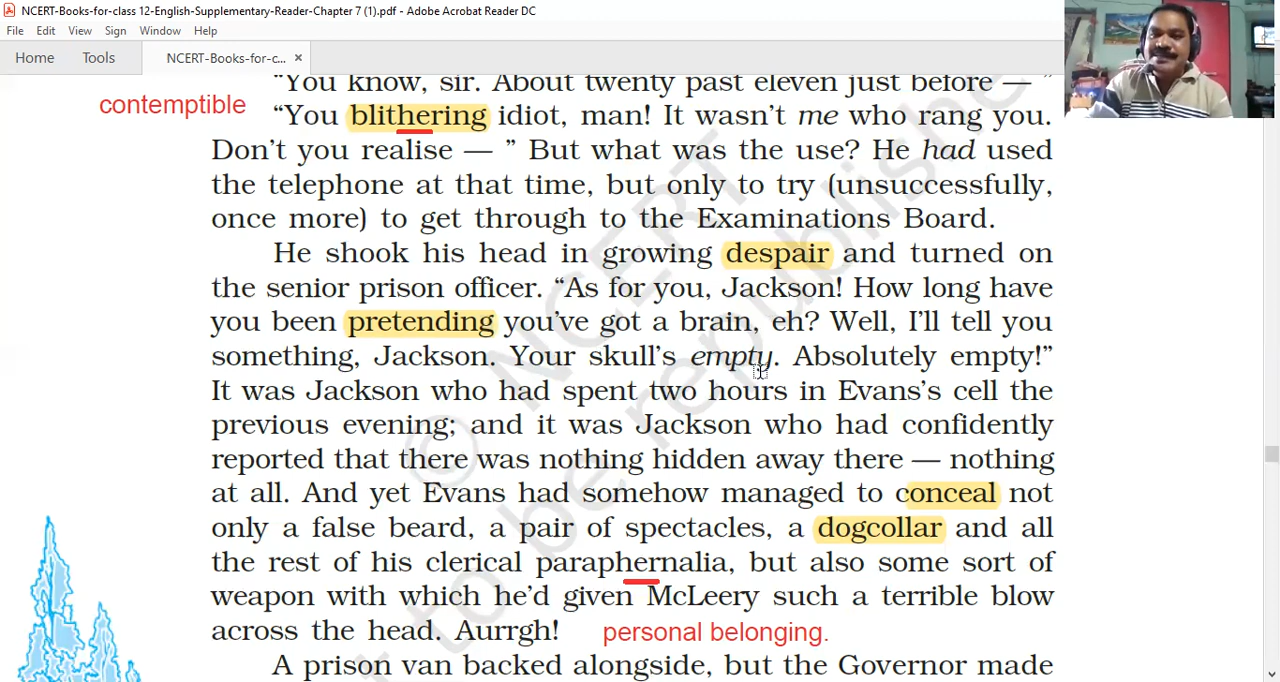 NCERT-Books-for-class 12-English-Supplementary-Reader-Chapter 7 (1).pdf - Adobe Acrobat Reader DC
File Edit View Sign Window Help
Home Tools NCERT-Books-for-c... ×
“You know, sir. About twenty past eleven just before — ”
contemptible
“You blithering idiot, man! It wasn’t me who rang you.
Don’t you realise — ” But what was the use? He had used
the telephone at that time, but only to try (unsuccessfully,
once more) to get through to the Examinations Board.
He shook his head in growing despair and turned on
the senior prison officer. “As for you, Jackson! How long have
you been pretending you’ve got a brain, eh? Well, I’ll tell you
something, Jackson. Your skull’s empty. Absolutely empty!”
It was Jackson who had spent two hours in Evans’s cell the
previous evening; and it was Jackson who had confidently
reported that there was nothing hidden away there — nothing
at all. And yet Evans had somehow managed to conceal not
only a false beard, a pair of spectacles, a dogcollar and all
the rest of his clerical paraphernalia, but also some sort of
weapon with which he’d given McLeery such a terrible blow
across the head. Aurrgh!
personal belonging.
A prison van backed alongside, but the Governor made
© NCERT
to be republishe